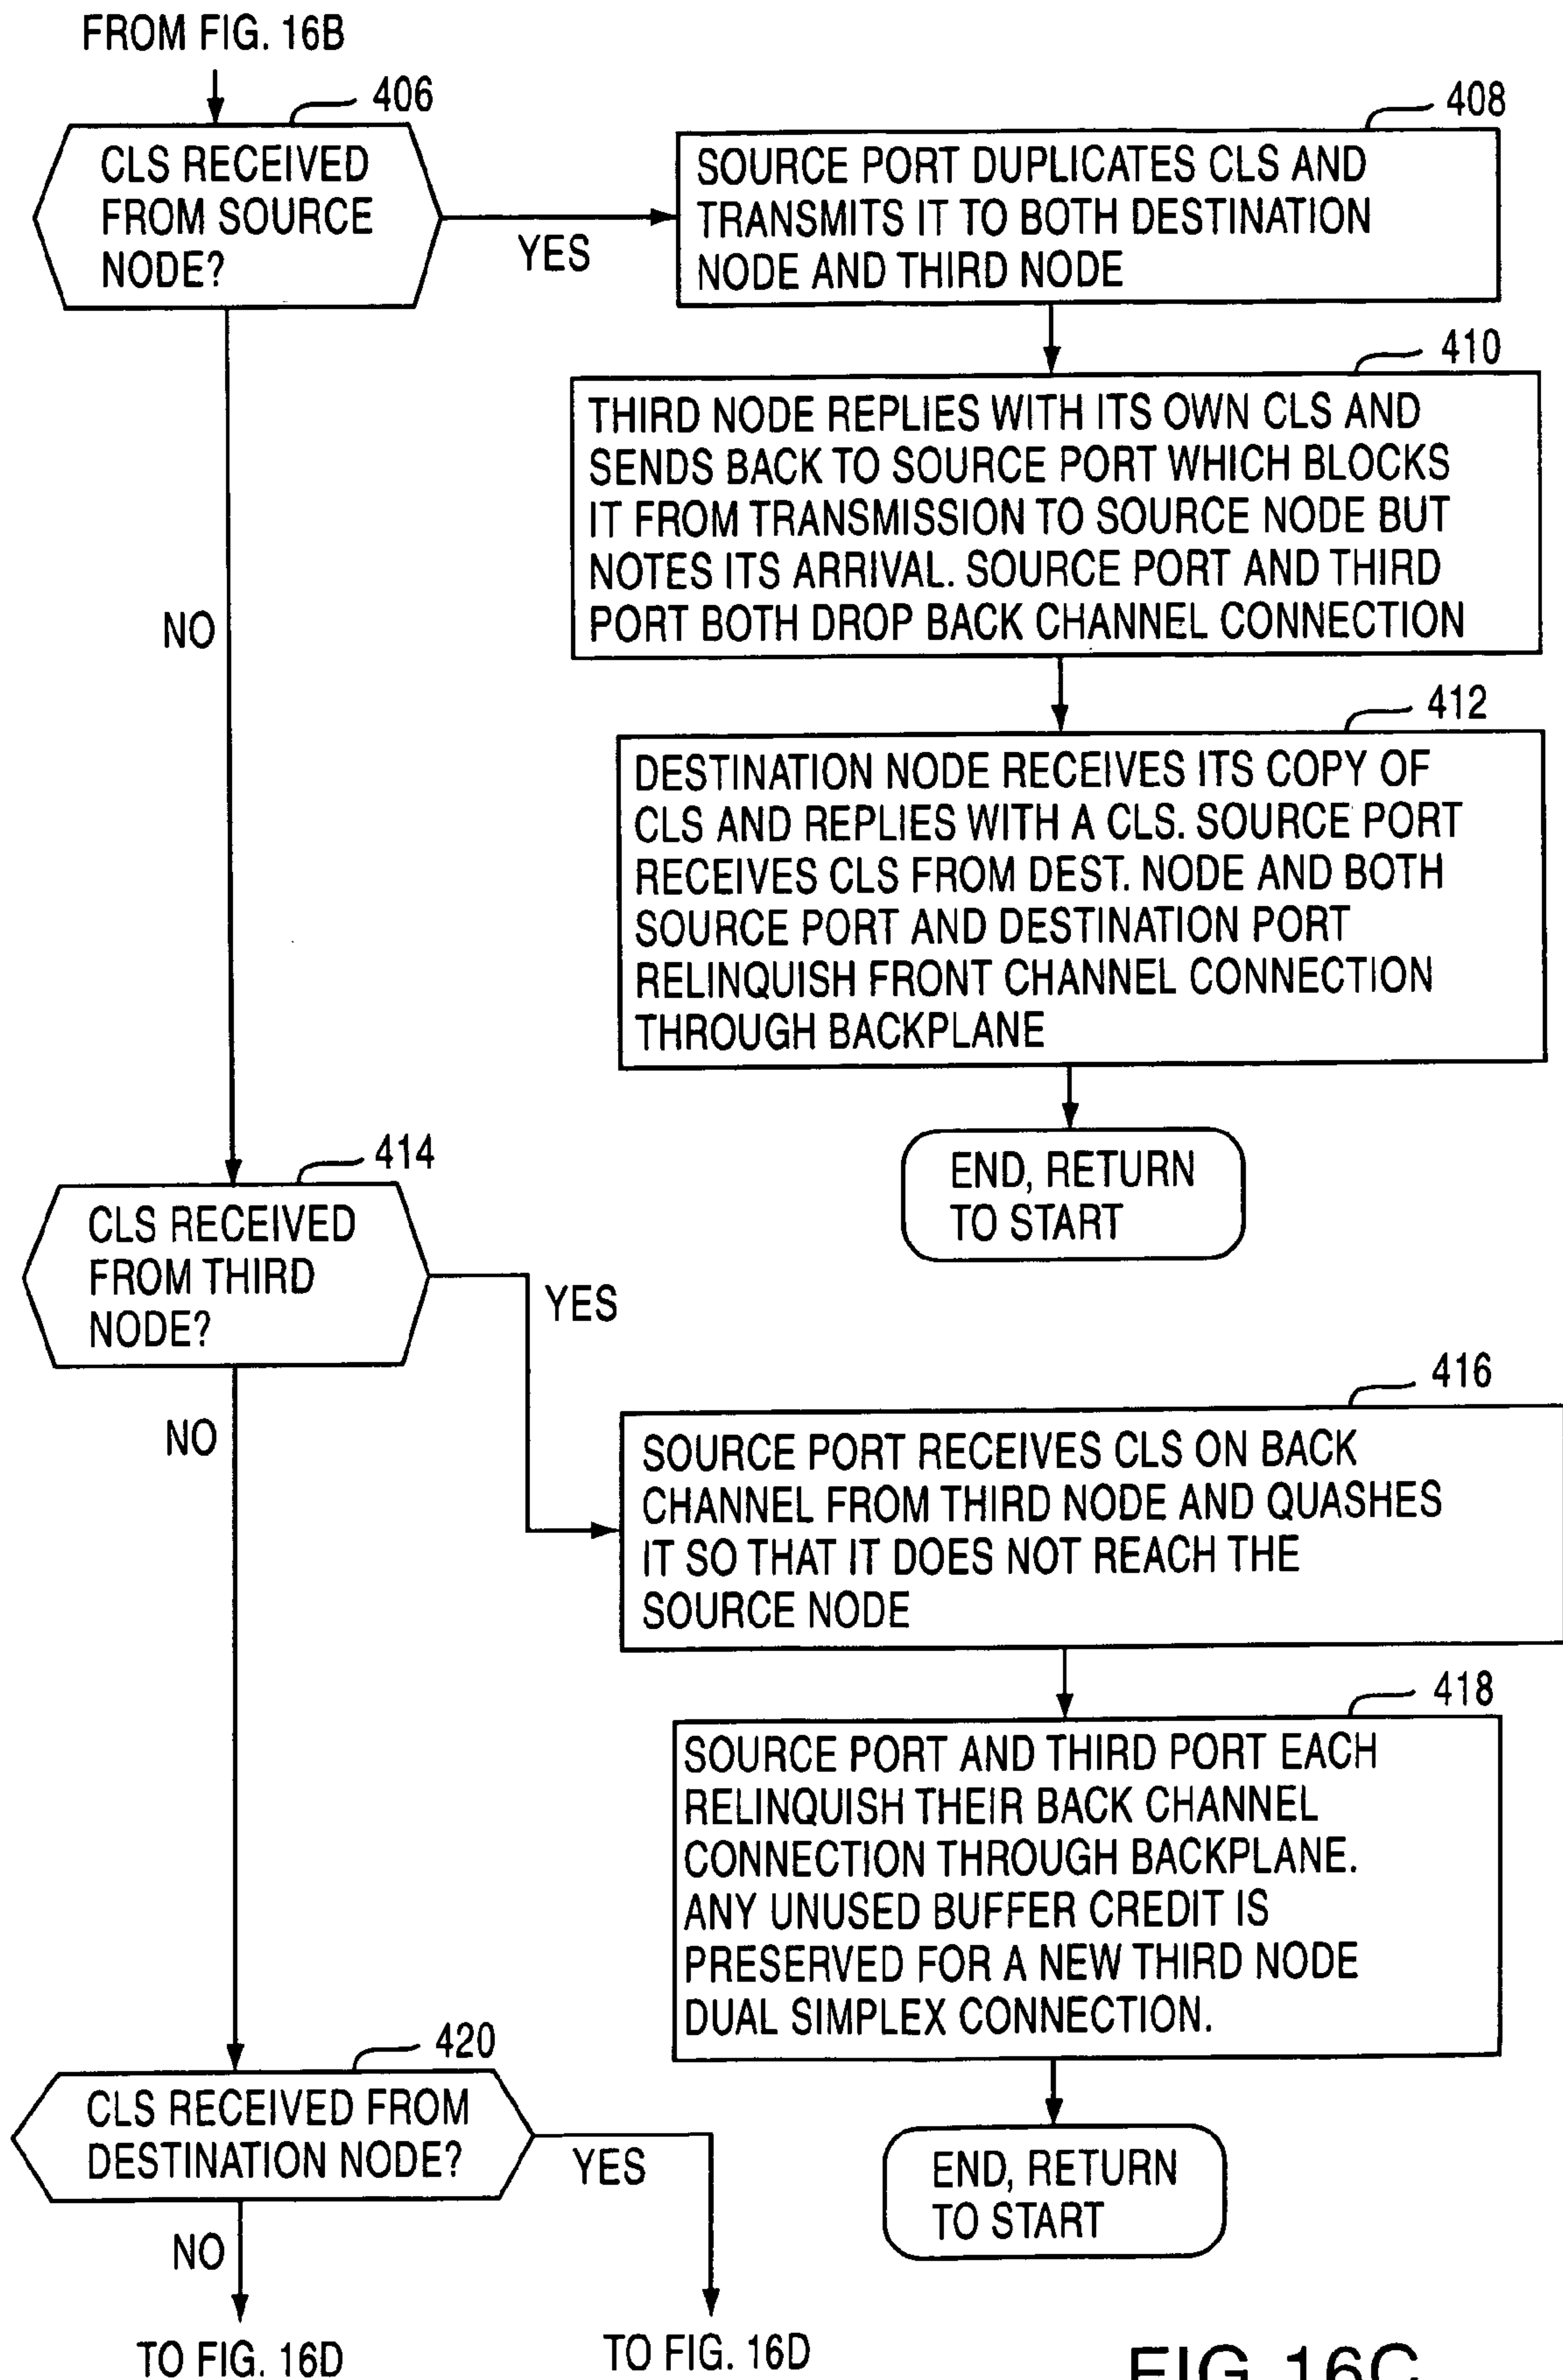 FROM FIG. 16B
406
CLS RECEIVED
FROM SOURCE
NODE?
YES
NO
408
SOURCE PORT DUPLICATES CLS AND
TRANSMITS IT TO BOTH DESTINATION
NODE AND THIRD NODE
410
THIRD NODE REPLIES WITH ITS OWN CLS AND
SENDS BACK TO SOURCE PORT WHICH BLOCKS
IT FROM TRANSMISSION TO SOURCE NODE BUT
NOTES ITS ARRIVAL. SOURCE PORT AND THIRD
PORT BOTH DROP BACK CHANNEL CONNECTION
412
DESTINATION NODE RECEIVES ITS COPY OF
CLS AND REPLIES WITH A CLS. SOURCE PORT
RECEIVES CLS FROM DEST. NODE AND BOTH
SOURCE PORT AND DESTINATION PORT
RELINQUISH FRONT CHANNEL CONNECTION
THROUGH BACKPLANE
END, RETURN
TO START
414
CLS RECEIVED
FROM THIRD
NODE?
YES
NO
416
SOURCE PORT RECEIVES CLS ON BACK
CHANNEL FROM THIRD NODE AND QUASHES
IT SO THAT IT DOES NOT REACH THE
SOURCE NODE
418
SOURCE PORT AND THIRD PORT EACH
RELINQUISH THEIR BACK CHANNEL
CONNECTION THROUGH BACKPLANE.
ANY UNUSED BUFFER CREDIT IS
PRESERVED FOR A NEW THIRD NODE
DUAL SIMPLEX CONNECTION.
END, RETURN
TO START
420
CLS RECEIVED FROM
DESTINATION NODE?
YES
NO
TO FIG. 16D
TO FIG. 16D
FIG. 16C